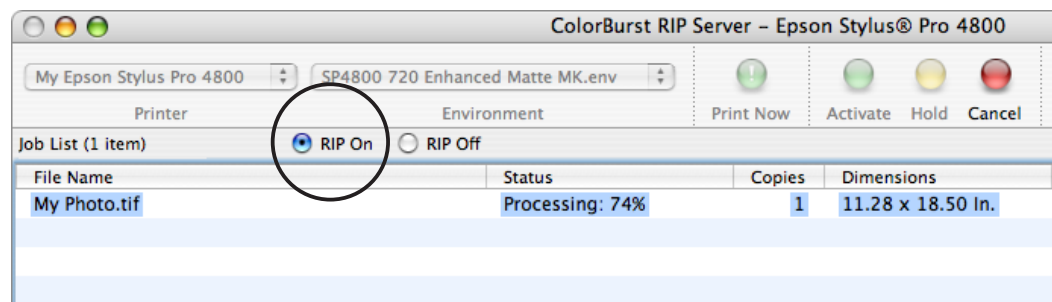 ColorBurst RIP Server – Epson Stylus® Pro 4800
My Epson Stylus Pro 4800 SP4800 720 Enhanced Matte MK.env
Printer Environment Print Now Activate Hold Cancel
Job List (1 item) RIP On RIP Off
File Name Status Copies Dimensions
My Photo.tif Processing: 74% 1 11.28 x 18.50 In.